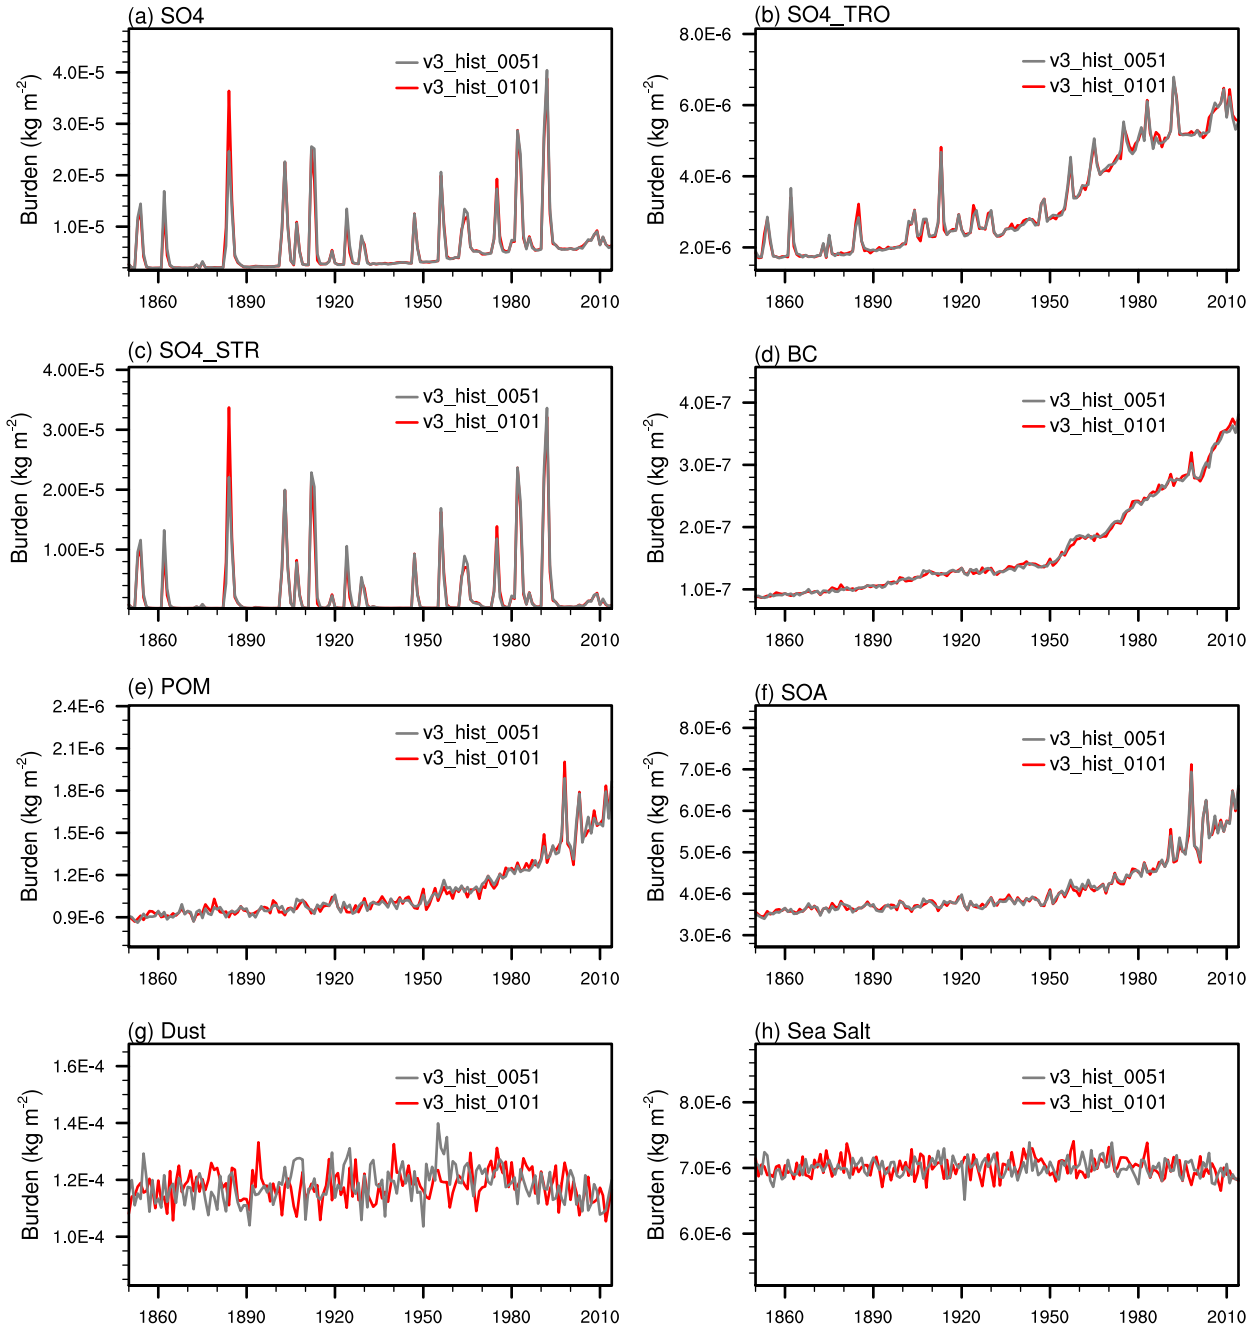 (a) SO4
Burden (kg m-2)
4.0E-5
3.0E-5
2.0E-5
1.0E-5
v3_hist_0051
v3_hist_0101
1860 1890 1920 1950 1980 2010
(b) SO4_TRO
Burden (kg m-2)
8.0E-6
6.0E-6
4.0E-6
2.0E-6
v3_hist_0051
v3_hist_0101
1860 1890 1920 1950 1980 2010
(c) SO4_STR
Burden (kg m-2)
4.00E-5
3.00E-5
2.00E-5
1.00E-5
v3_hist_0051
v3_hist_0101
1860 1890 1920 1950 1980 2010
(d) BC
Burden (kg m-2)
4.0E-7
3.0E-7
2.0E-7
1.0E-7
v3_hist_0051
v3_hist_0101
1860 1890 1920 1950 1980 2010
(e) POM
Burden (kg m-2)
2.4E-6
2.1E-6
1.8E-6
1.5E-6
1.2E-6
0.9E-6
v3_hist_0051
v3_hist_0101
1860 1890 1920 1950 1980 2010
(f) SOA
Burden (kg m-2)
8.0E-6
7.0E-6
6.0E-6
5.0E-6
4.0E-6
3.0E-6
v3_hist_0051
v3_hist_0101
1860 1890 1920 1950 1980 2010
(g) Dust
Burden (kg m-2)
1.6E-4
1.4E-4
1.2E-4
1.0E-4
v3_hist_0051
v3_hist_0101
1860 1890 1920 1950 1980 2010
(h) Sea Salt
Burden (kg m-2)
8.0E-6
7.0E-6
6.0E-6
v3_hist_0051
v3_hist_0101
1860 1890 1920 1950 1980 2010